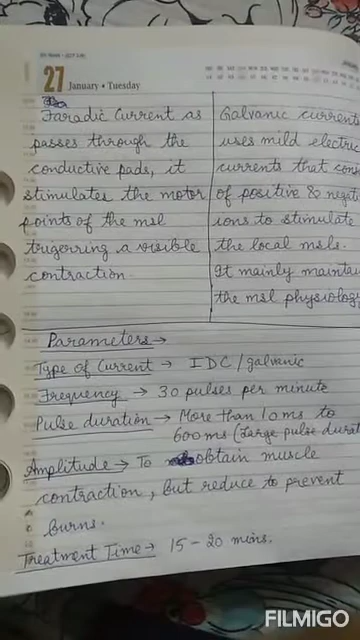 27 January • Tuesday
Faradic Current as
passes through the
conductive pads, it
stimulates the motor
points of the msl
trigerring a visible
contraction.
Galvanic currents
uses mild electric
currents that cons
of positive & negati
ions to stimulate
the local msls.
It mainly maintai
the msl physiolog
Parameters →
Type of Current → IDC/galvanic
Frequency → 30 pulses per minute
Pulse duration → More than 10ms to
600ms (Large pulse durat
Amplitude → To obtain muscle
contraction, but reduce to prevent
burns.
Treatment Time → 15 – 20 mins.
FILMIGO